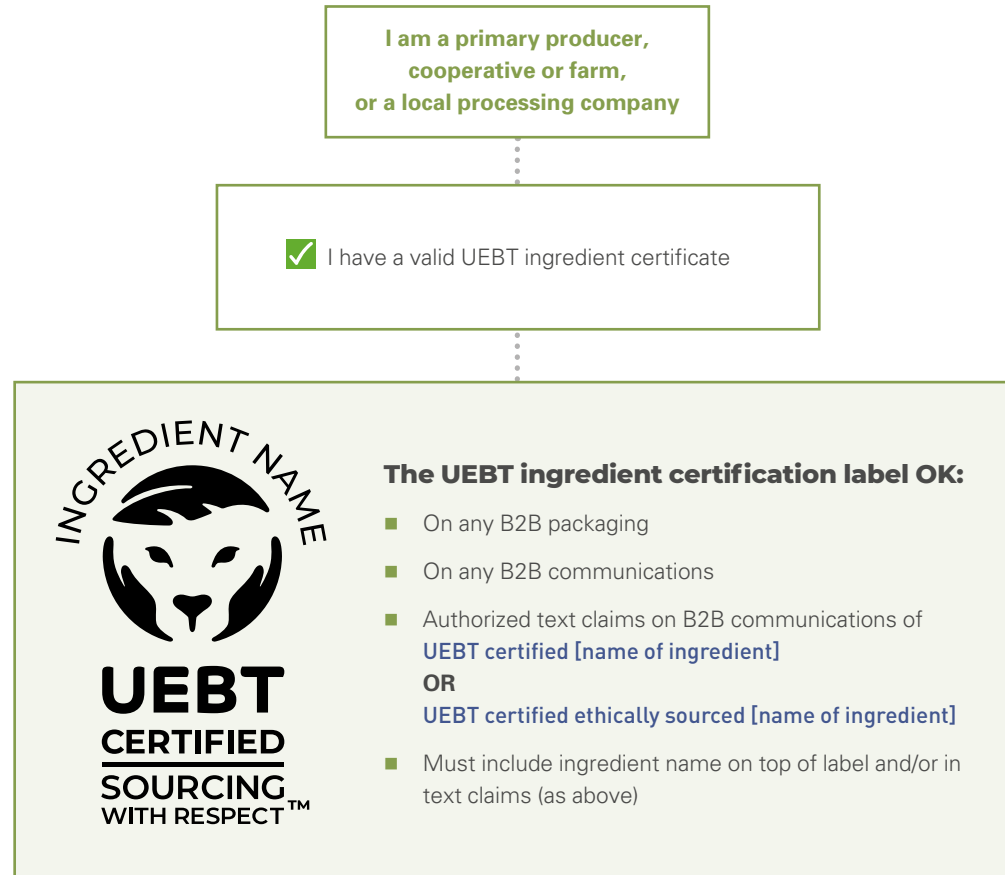 I am a primary producer,
cooperative or farm,
or a local processing company
I have a valid UEBT ingredient certificate
INGREDIENT NAME
UEBT
CERTIFIED
SOURCING
WITH RESPECT™
The UEBT ingredient certification label OK:
On any B2B packaging
On any B2B communications
Authorized text claims on B2B communications of
UEBT certified [name of ingredient]
OR
UEBT certified ethically sourced [name of ingredient]
Must include ingredient name on top of label and/or in
text claims (as above)